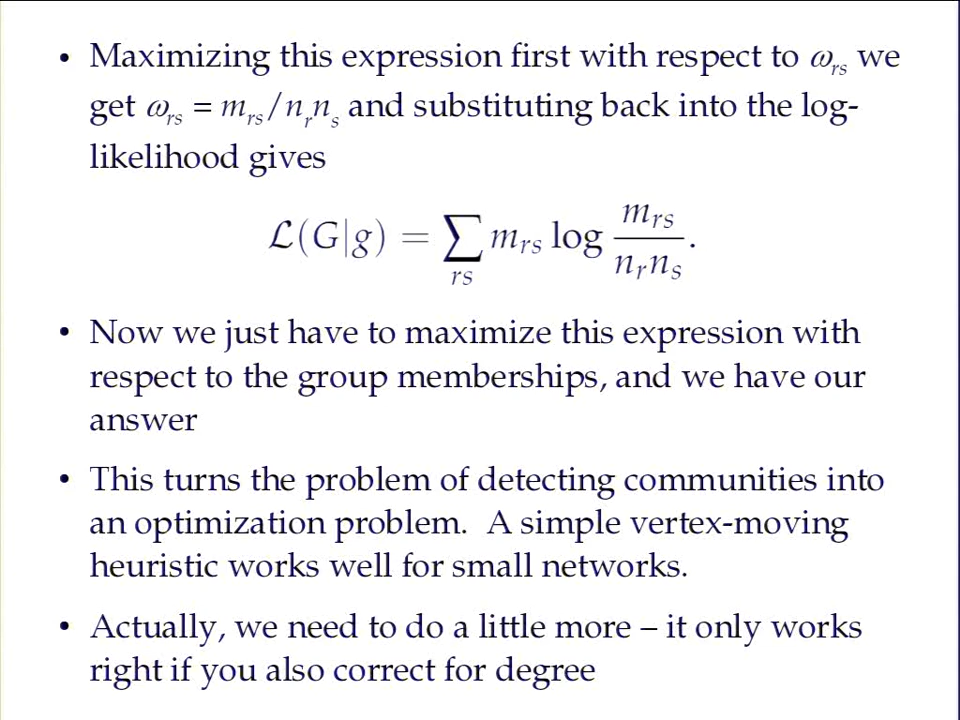 • Maximizing this expression first with respect to ω_rs we
get ω_rs = m_rs/n_r n_s and substituting back into the log-
likelihood gives
ℒ(G|g) = ∑_rs m_rs log m_rs / n_r n_s.
• Now we just have to maximize this expression with
respect to the group memberships, and we have our
answer
• This turns the problem of detecting communities into
an optimization problem. A simple vertex-moving
heuristic works well for small networks.
• Actually, we need to do a little more – it only works
right if you also correct for degree